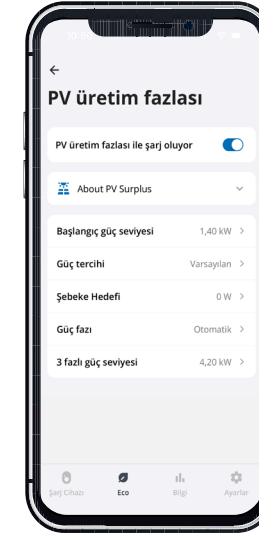 PV üretim fazlası
PV üretim fazlası ile şarj oluyor
About PV Surplus
Başlangıç güç seviyesi 1,40 kW
Güç tercihi Varsayılan
Şebeke Hedefi 0 W
Güç fazı Otomatik
3 fazlı güç seviyesi 4,20 kW
Şarj Cihazı Eco Bilgi Ayarlar